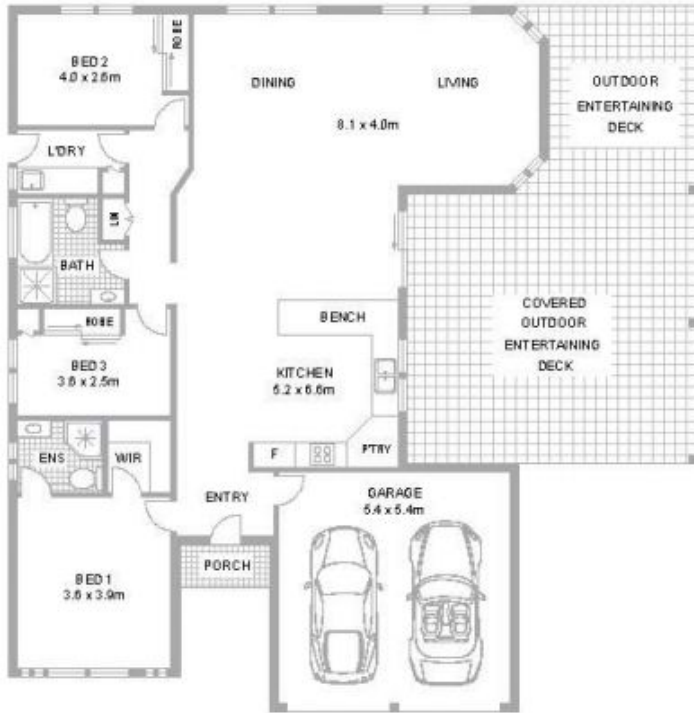 BED 2
4.0 x 2.6m
ROBE
DINING
LIVING
8.1 x 4.0m
OUTDOOR
ENTERTAINING
DECK
L'DRY
LIN
BATH
ROBE
BED 3
3.6 x 2.5m
BENCH
KITCHEN
5.2 x 6.6m
COVERED
OUTDOOR
ENTERTAINING
DECK
ENS
WIR
F
P'TRY
ENTRY
GARAGE
5.4 x 5.4m
PORCH
BED 1
3.6 x 3.9m